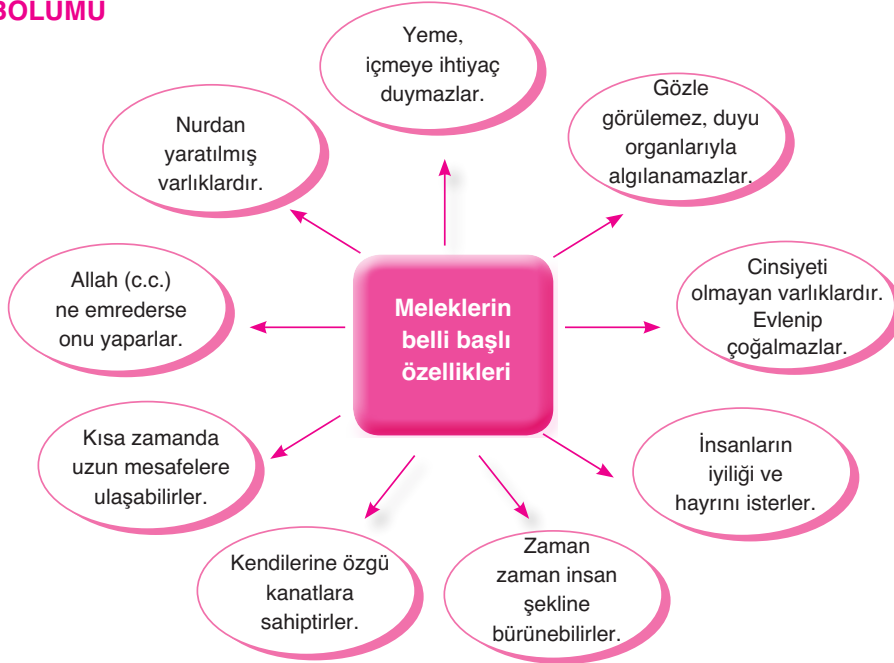 BÖLÜMÜ
Yeme,
içmeye ihtiyaç
duymazlar.
Gözle
görülemez, duyu
organlarıyla
algılanamazlar.
Nurdan
yaratılmış
varlıklardır.
Cinsiyeti
olmayan varlıklardır.
Evlenip
çoğalmazlar.
Allah (c.c.)
ne emrederse
onu yaparlar.
Meleklerin
belli başlı
özellikleri
Kısa zamanda
uzun mesafelere
ulaşabilirler.
İnsanların
iyiliği ve
hayrını isterler.
Kendilerine özgü
kanatlara
sahiptirler.
Zaman
zaman insan
şekline
bürünebilirler.